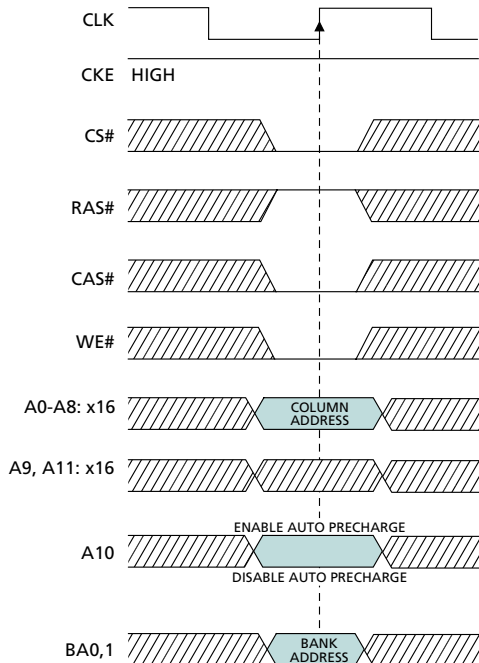 CLK
CKE HIGH
CS#
RAS#
CAS#
WE#
A0-A8: x16
COLUMN
ADDRESS
A9, A11: x16
ENABLE AUTO PRECHARGE
A10
DISABLE AUTO PRECHARGE
BA0,1
BANK
ADDRESS